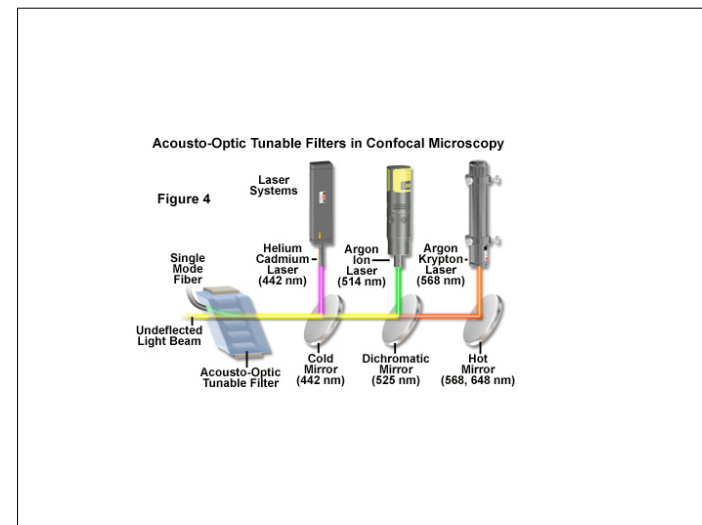 Acousto-Optic Tunable Filters in Confocal Microscopy
Laser
Systems
Figure 4
Single
Mode
Fiber
Helium
Cadmium
Laser
(442 nm)
Argon
Ion
Laser
(514 nm)
Argon
Krypton
Laser
(568 nm)
Undeflected
Light Beam
Acousto-Optic
Tunable Filter
Cold
Mirror
(442 nm)
Dichromatic
Mirror
(525 nm)
Hot
Mirror
(568, 648 nm)